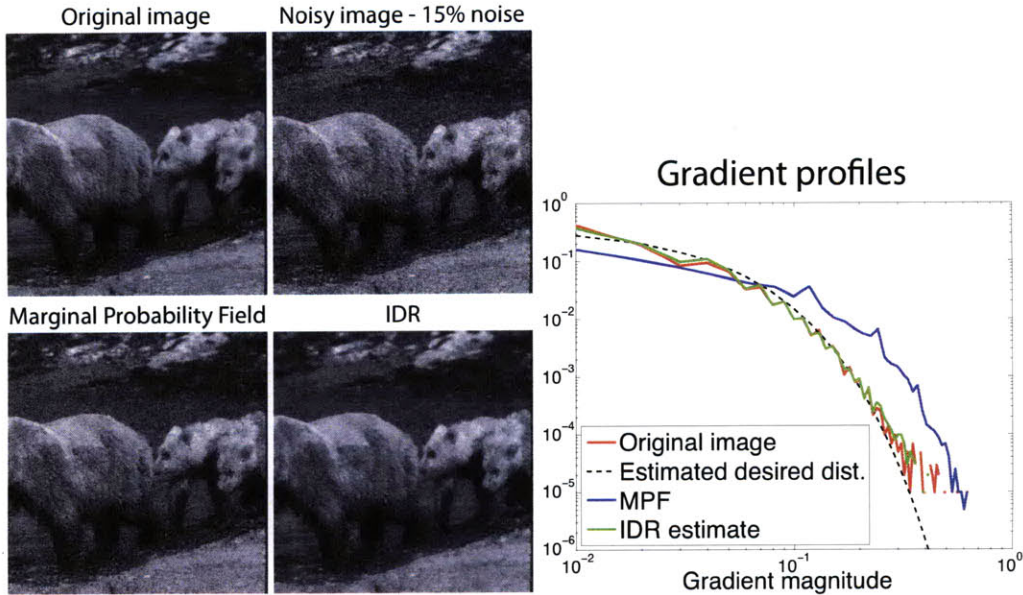 Original image
Noisy image - 15% noise
Marginal Probability Field
IDR
Gradient profiles
10^0
10^-1
10^-2
10^-3
10^-4
10^-5
10^-6
Original image
Estimated desired dist.
MPF
IDR estimate
10^-2
10^-1
10^0
Gradient magnitude